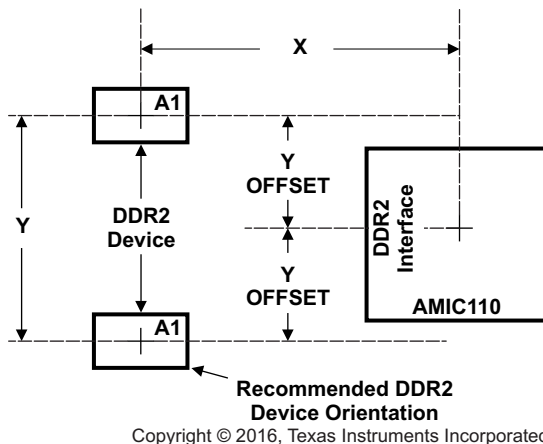 X
A1
Y
OFFSET
Y
DDR2
Device
DDR2
Interface
Y
OFFSET
A1
AMIC110
Recommended DDR2
Device Orientation
Copyright © 2016, Texas Instruments Incorporated